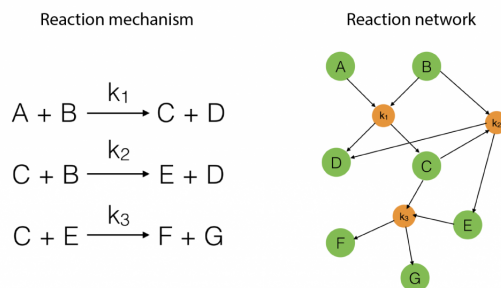 Reaction mechanism
Reaction network
A + B k₁ → C + D
C + B k₂ → E + D
C + E k₃ → F + G
A
B
k₁
k₂
D
C
k₃
E
F
G